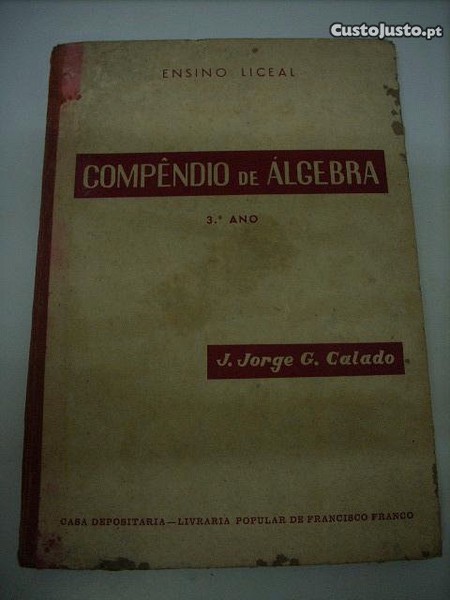 CustoJusto.pt
ENSINO LICEAL
COMPÊNDIO DE ÁLGEBRA
3.º ANO
J. Jorge G. Calado
CASA DEPOSITARIA—LIVRARIA POPULAR DE FRANCISCO FRANCO